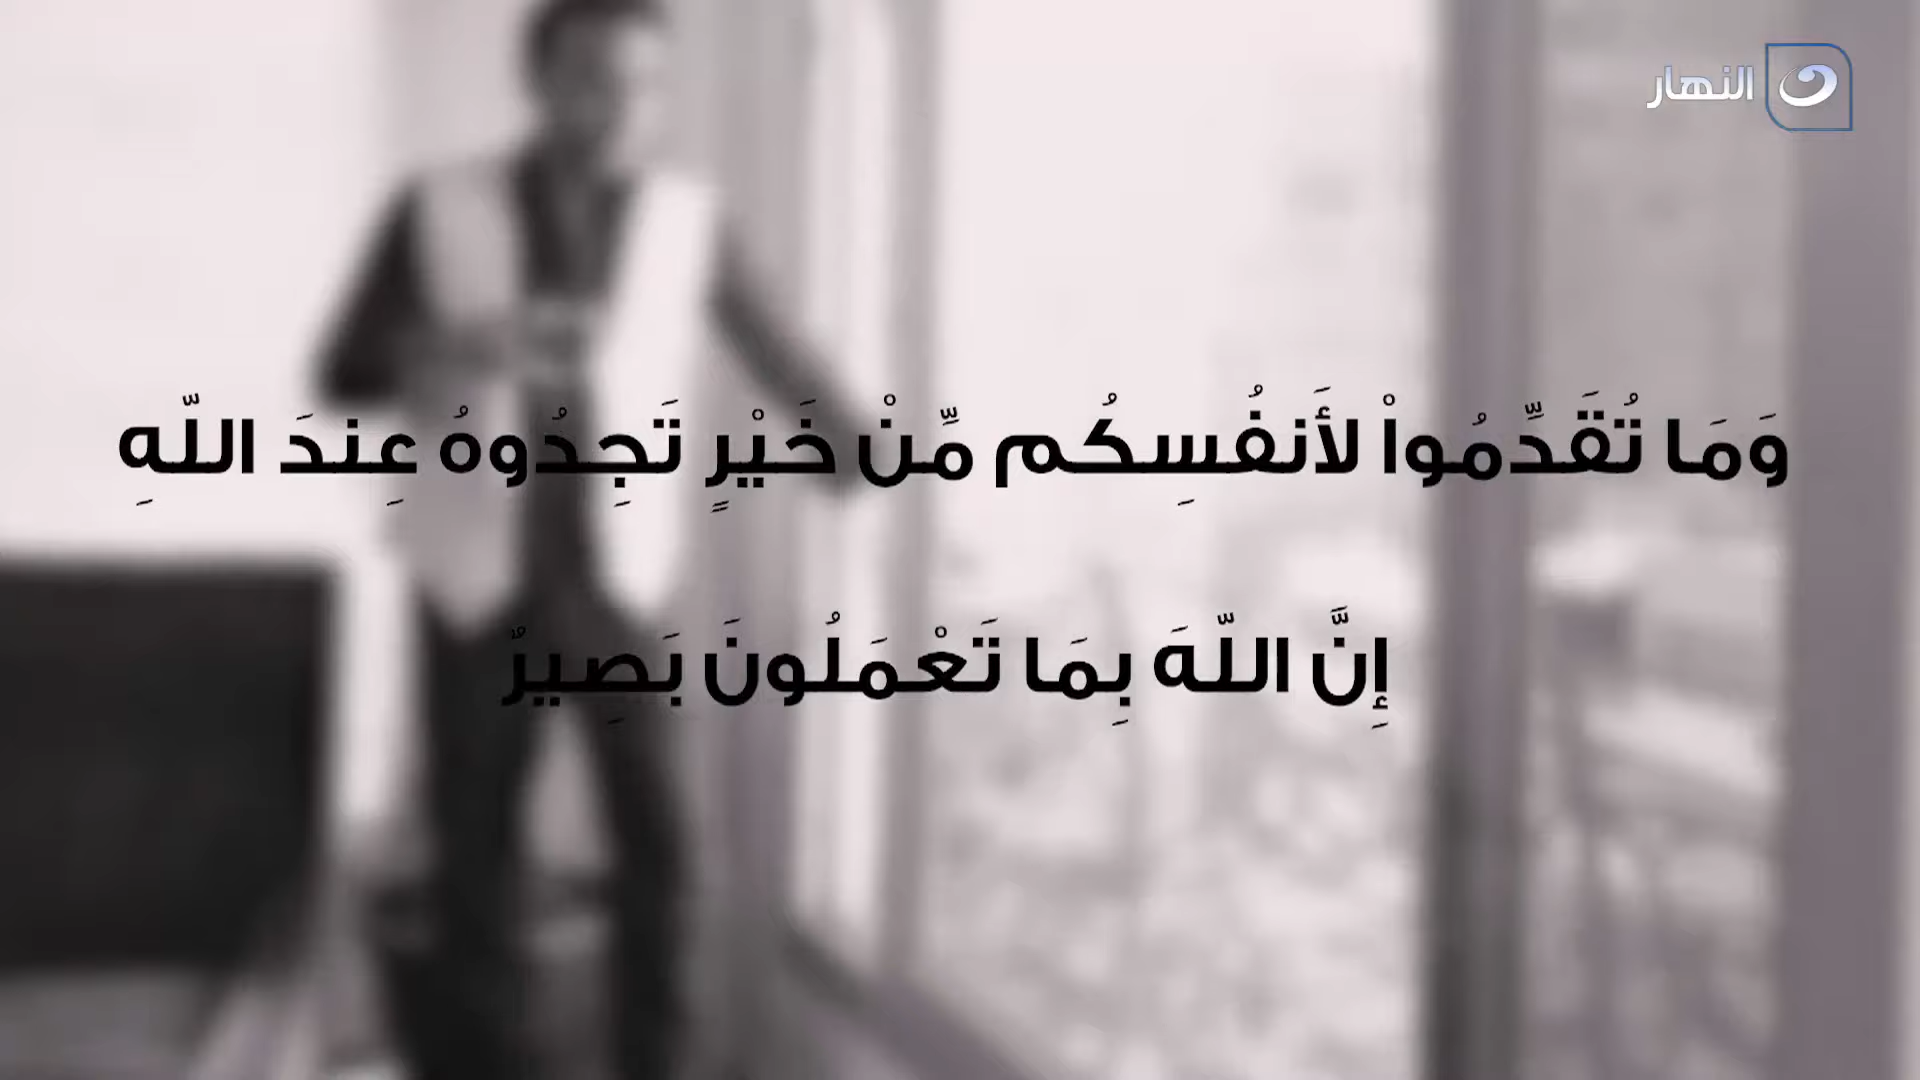 النهار
وَمَا تُقَدِّمُواْ لأَنفُسِكُم مِّنْ خَيْرٍ تَجِدُوهُ عِندَ اللّهِ
إِنَّ اللّهَ بِمَا تَعْمَلُونَ بَصِيرٌ